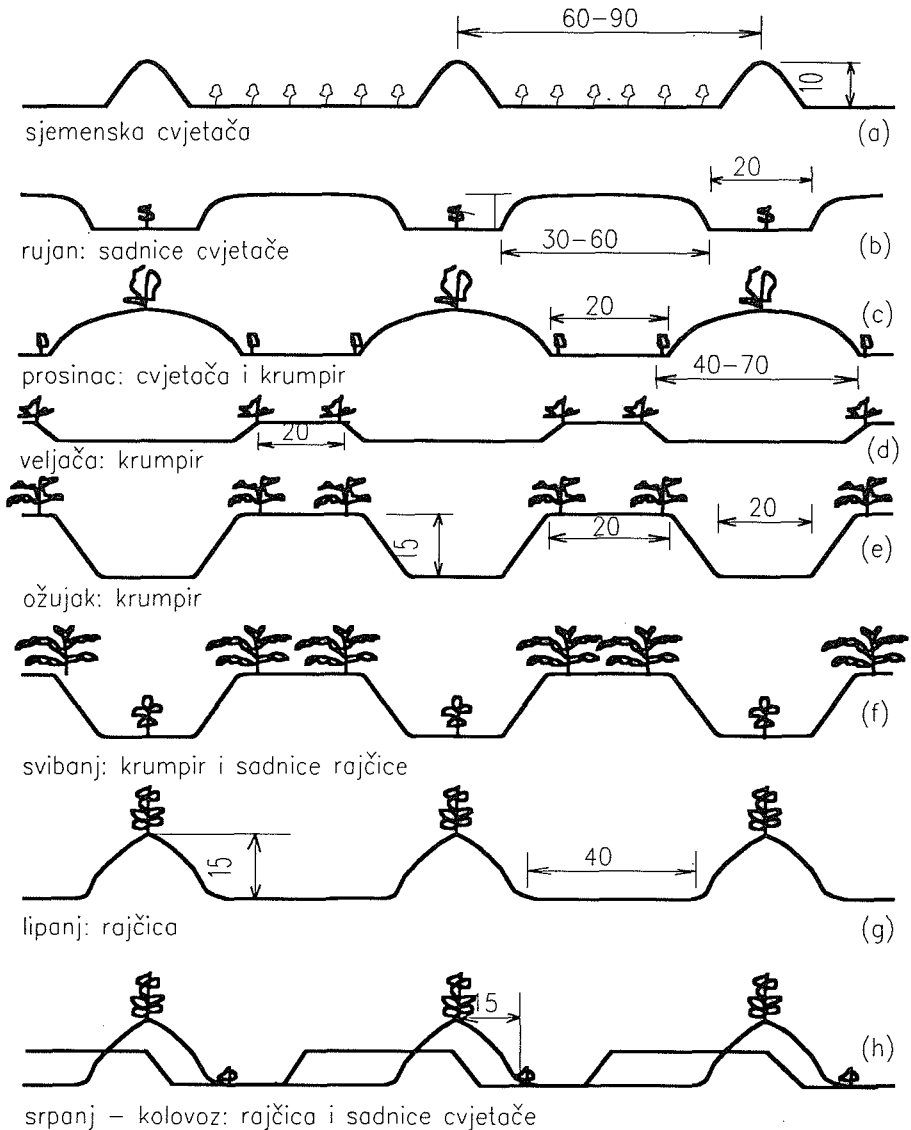 60-90
10
sjemenska cvjetača (a)
20
7
30-60
rujan: sadnice cvjetače (b)
20
(c)
prosinac: cvjetača i krumpir
40-70
20
veljača: krumpir (d)
15
20
20
(e)
ožujak: krumpir
(f)
svibanj: krumpir i sadnice rajčice
15
40
lipanj: rajčica (g)
15
(h)
srpanj – kolovoz: rajčica i sadnice cvjetače